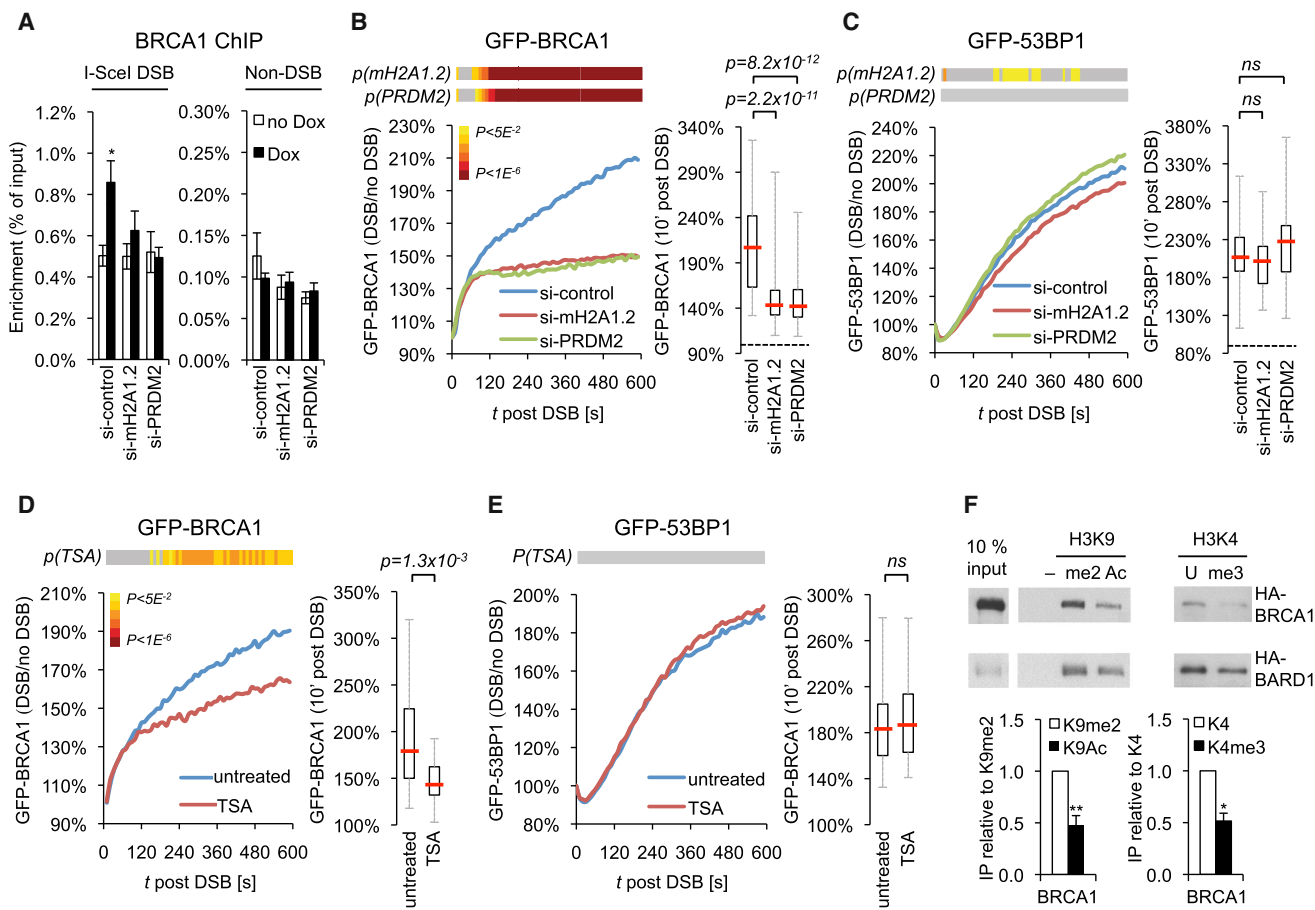 A
BRCA1 ChIP
I-SceI DSB
Non-DSB
Enrichment (% of input)
1.2%
1.0%
0.8%
0.6%
0.4%
0.2%
0.0%
*
0.30%
0.25%
0.20%
0.15%
0.10%
0.05%
0.00%
no Dox
Dox
si-control
si-mH2A1.2
si-PRDM2
si-control
si-mH2A1.2
si-PRDM2
B
GFP-BRCA1
p(mH2A1.2)
p(PRDM2)
GFP-BRCA1 (DSB/no DSB)
230%
210%
190%
170%
150%
130%
110%
90%
P<5E-2
P<1E-6
si-control
si-mH2A1.2
si-PRDM2
0 120 240 360 480 600
t post DSB [s]
p=8.2x10-12
p=2.2x10-11
GFP-BRCA1 (10' post DSB)
340%
290%
240%
190%
140%
90%
si-control
si-mH2A1.2
si-PRDM2
C
GFP-53BP1
p(mH2A1.2)
p(PRDM2)
GFP-53BP1 (DSB/no DSB)
240%
220%
200%
180%
160%
140%
120%
100%
80%
si-control
si-mH2A1.2
si-PRDM2
0 120 240 360 480 600
t post DSB [s]
ns
ns
GFP-53BP1 (10' post DSB)
380%
330%
280%
230%
180%
130%
80%
si-control
si-mH2A1.2
si-PRDM2
D
GFP-BRCA1
p(TSA)
GFP-BRCA1 (DSB/no DSB)
210%
190%
170%
150%
130%
110%
90%
P<5E-2
P<1E-6
untreated
TSA
0 120 240 360 480 600
t post DSB [s]
p=1.3x10-3
GFP-BRCA1 (10' post DSB)
350%
300%
250%
200%
150%
100%
untreated
TSA
E
GFP-53BP1
P(TSA)
GFP-53BP1 (DSB/no DSB)
200%
180%
160%
140%
120%
100%
80%
untreated
TSA
0 120 240 360 480 600
t post DSB [s]
ns
GFP-BRCA1 (10' post DSB)
300%
260%
220%
180%
140%
100%
untreated
TSA
F
10 %
input
H3K9
– me2 Ac
H3K4
U me3
HA-
BRCA1
HA-
BARD1
IP relative to K9me2
1.5
1.0
0.5
0.0
K9me2
K9Ac
**
BRCA1
IP relative to K4
1.5
1.0
0.5
0.0
K4
K4me3
*
BRCA1